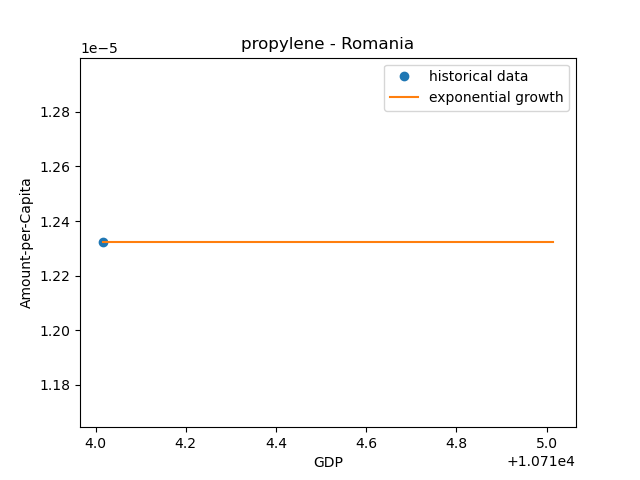 propylene - Romania
1e−5
historical data
exponential growth
1.28
1.26
1.24
1.22
1.20
1.18
Amount-per-Capita
4.0 4.2 4.4 4.6 4.8 5.0
GDP
+1.071e4